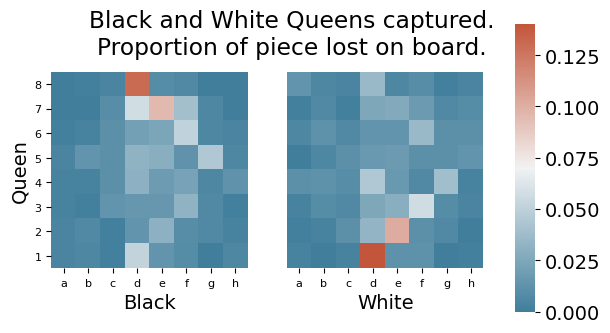 Black and White Queens captured.
Proportion of piece lost on board.
Queen
8
7
6
5
4
3
2
1
a b c d e f g h
Black
a b c d e f g h
White
0.125
0.100
0.075
0.050
0.025
0.000